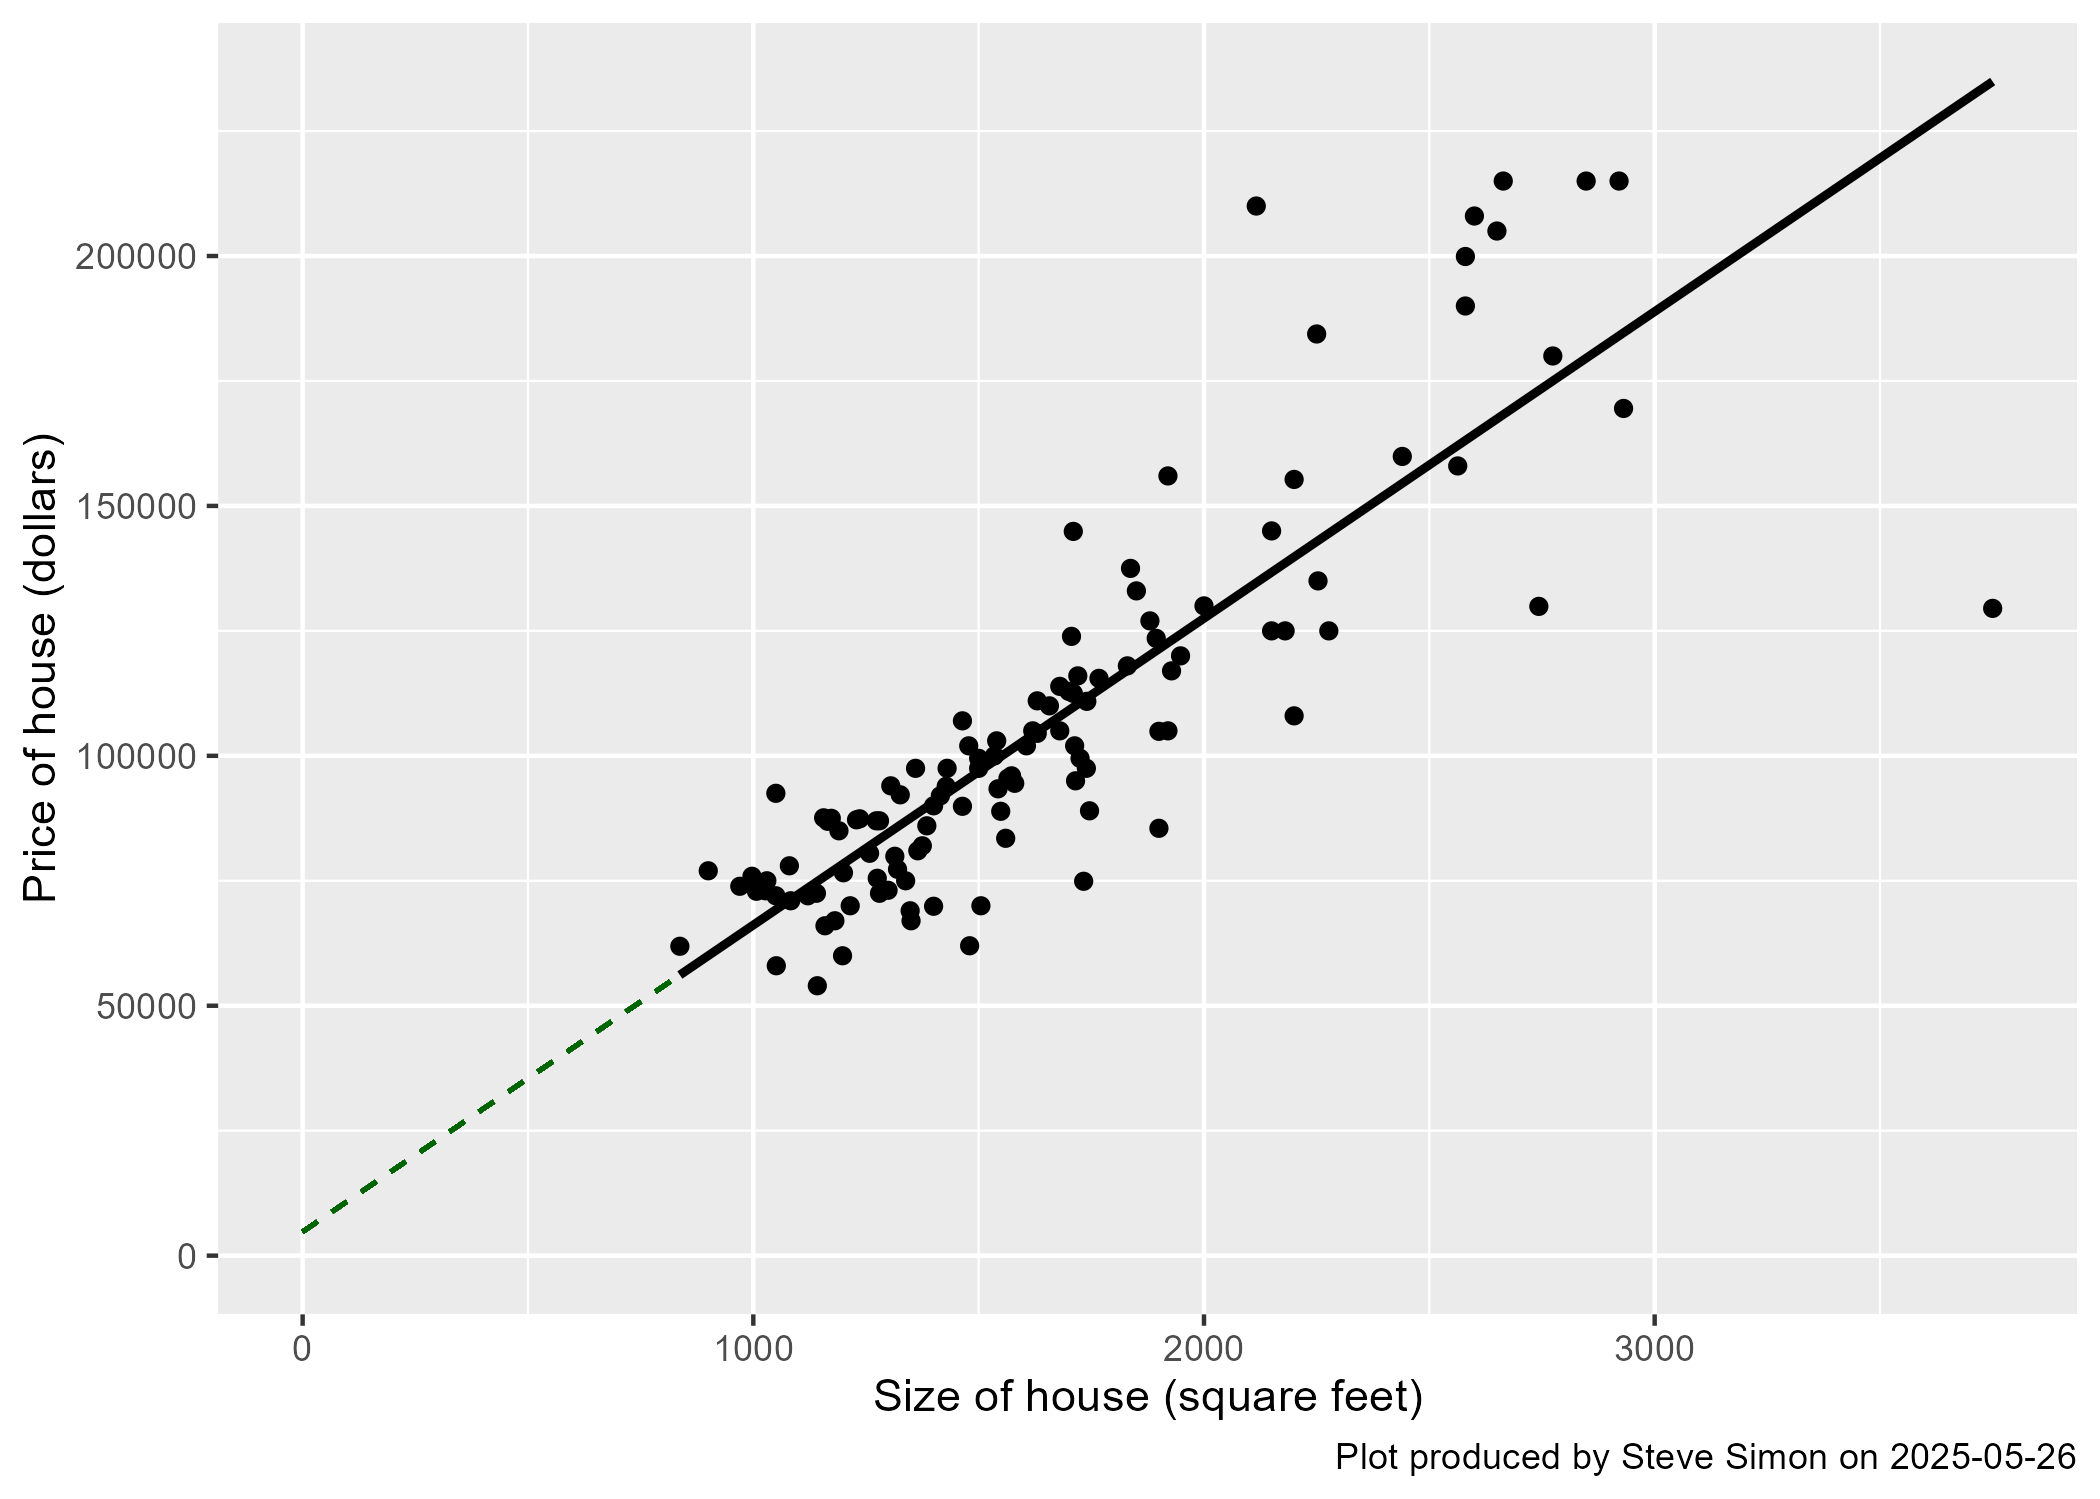 Price of house (dollars)
200000
150000
100000
50000
0
0 1000 2000 3000
Size of house (square feet)
Plot produced by Steve Simon on 2025-05-26